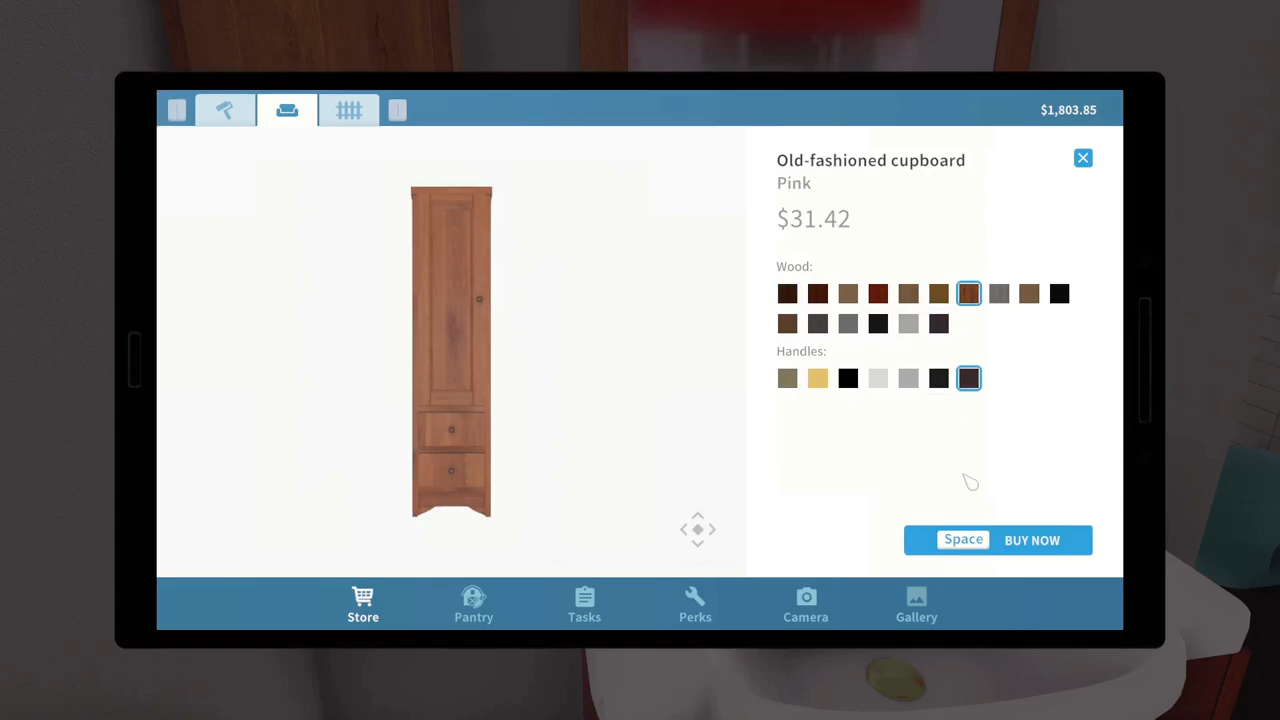 $1,803.85
Old-fashioned cupboard
Pink
$31.42
Wood:
Handles:
Space BUY NOW
Store Pantry Tasks Perks Camera Gallery